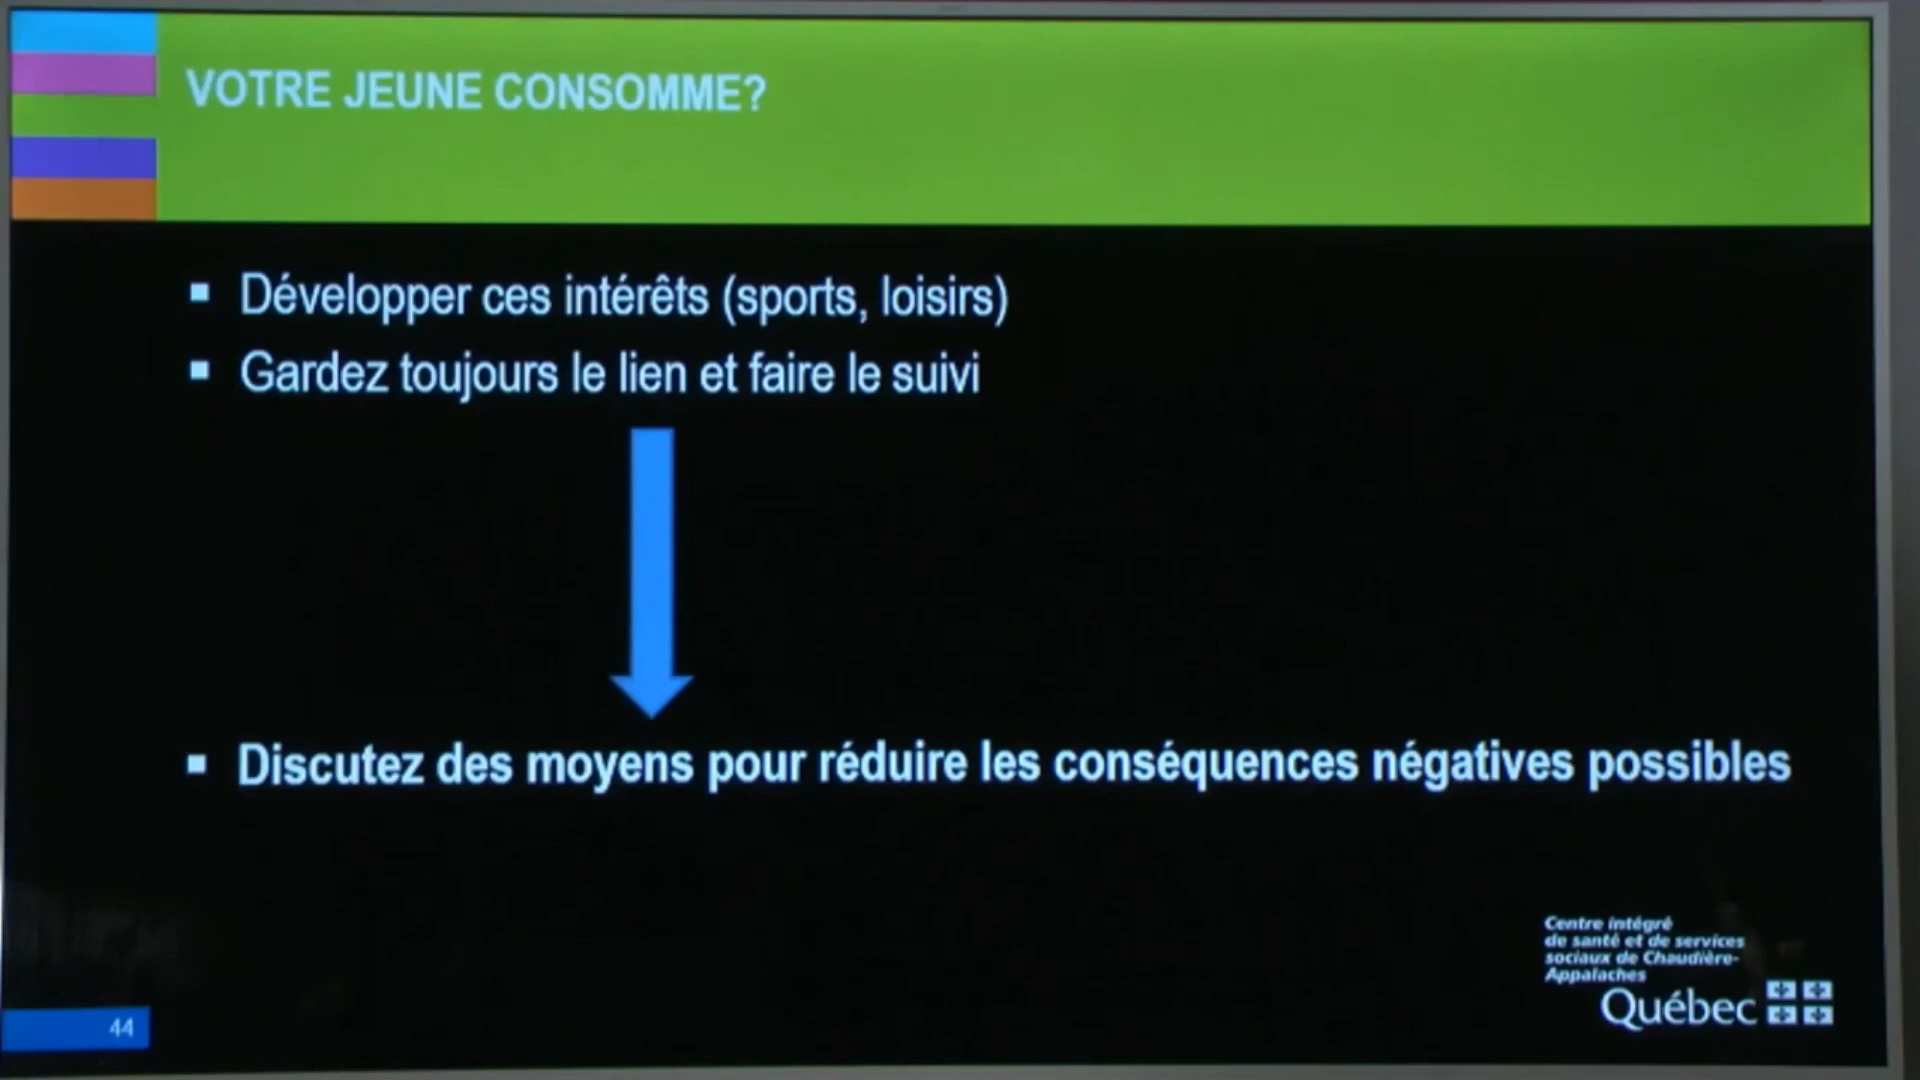 VOTRE JEUNE CONSOMME?
▪ Développer ces intérêts (sports, loisirs)
▪ Gardez toujours le lien et faire le suivi
▪ Discutez des moyens pour réduire les conséquences négatives possibles
Centre intégré
de santé et de services
sociaux de Chaudière-
Appalaches
Québec
44